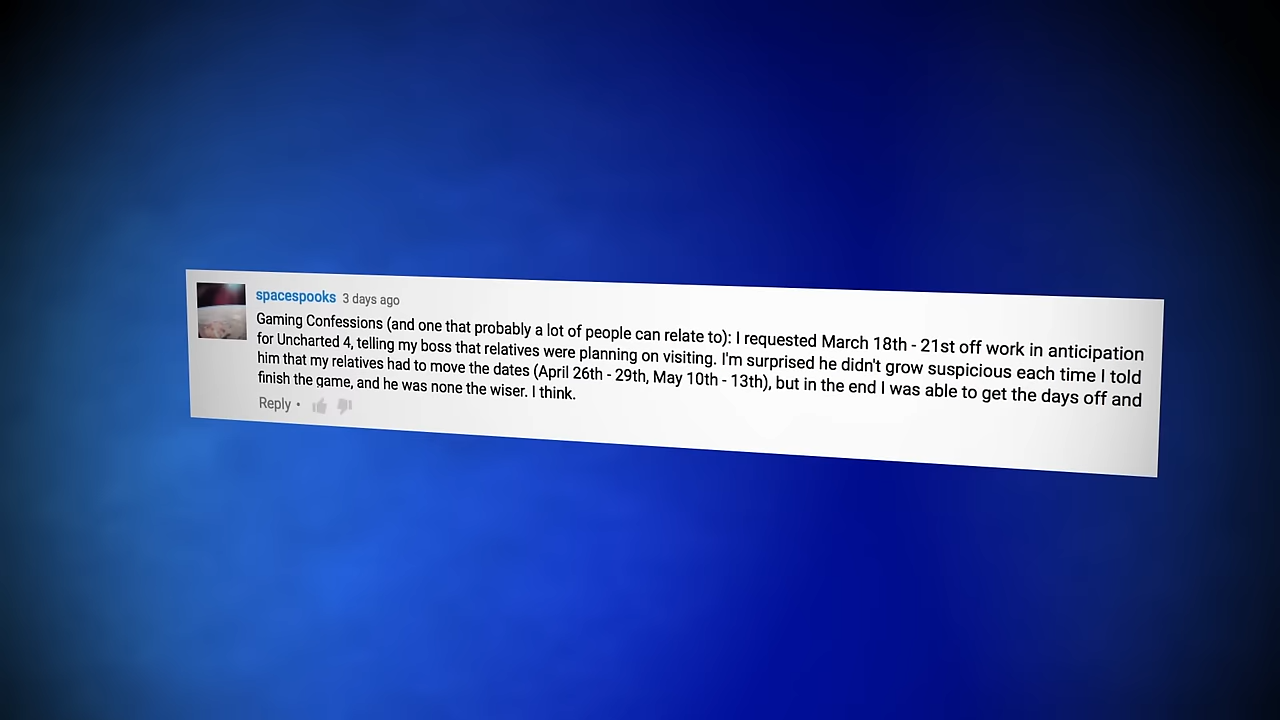 spacespooks 3 days ago
Gaming Confessions (and one that probably a lot of people can relate to): I requested March 18th - 21st off work in anticipation
for Uncharted 4, telling my boss that relatives were planning on visiting. I'm surprised he didn't grow suspicious each time I told
him that my relatives had to move the dates (April 26th - 29th, May 10th - 13th), but in the end I was able to get the days off and
finish the game, and he was none the wiser. I think.
Reply •